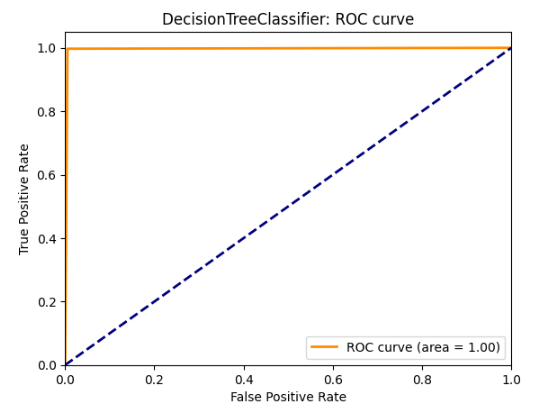 DecisionTreeClassifier: ROC curve
1.0
0.8
0.6
0.4
0.2
0.0
True Positive Rate
ROC curve (area = 1.00)
0.0 0.2 0.4 0.6 0.8 1.0
False Positive Rate